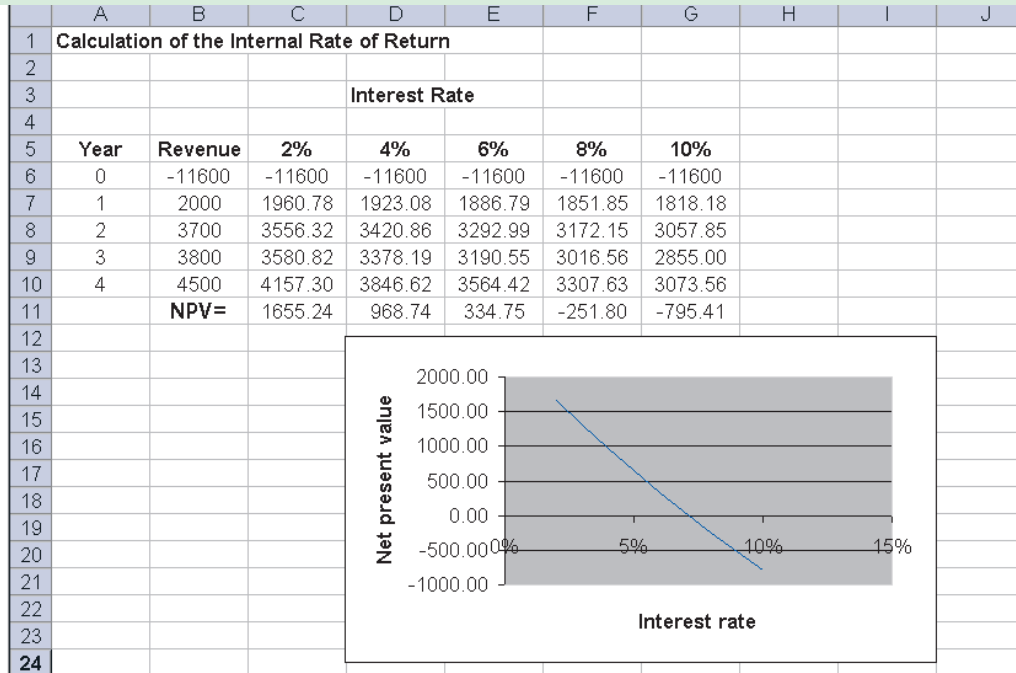 A B C D E F G H I J
1 Calculation of the Internal Rate of Return
2
3 Interest Rate
4
5 Year Revenue 2% 4% 6% 8% 10%
6 0 -11600 -11600 -11600 -11600 -11600 -11600
7 1 2000 1960.78 1923.08 1886.79 1851.85 1818.18
8 2 3700 3556.32 3420.86 3292.99 3172.15 3057.85
9 3 3800 3580.82 3378.19 3190.55 3016.56 2855.00
10 4 4500 4157.30 3846.62 3564.42 3307.63 3073.56
11 NPV= 1655.24 968.74 334.75 -251.80 -795.41
12
13
14
15
16
17
18
19
20
21
22
23
24
Net present value
2000.00
1500.00
1000.00
500.00
0.00
-500.00
-1000.00
0% 5% 10% 15%
Interest rate